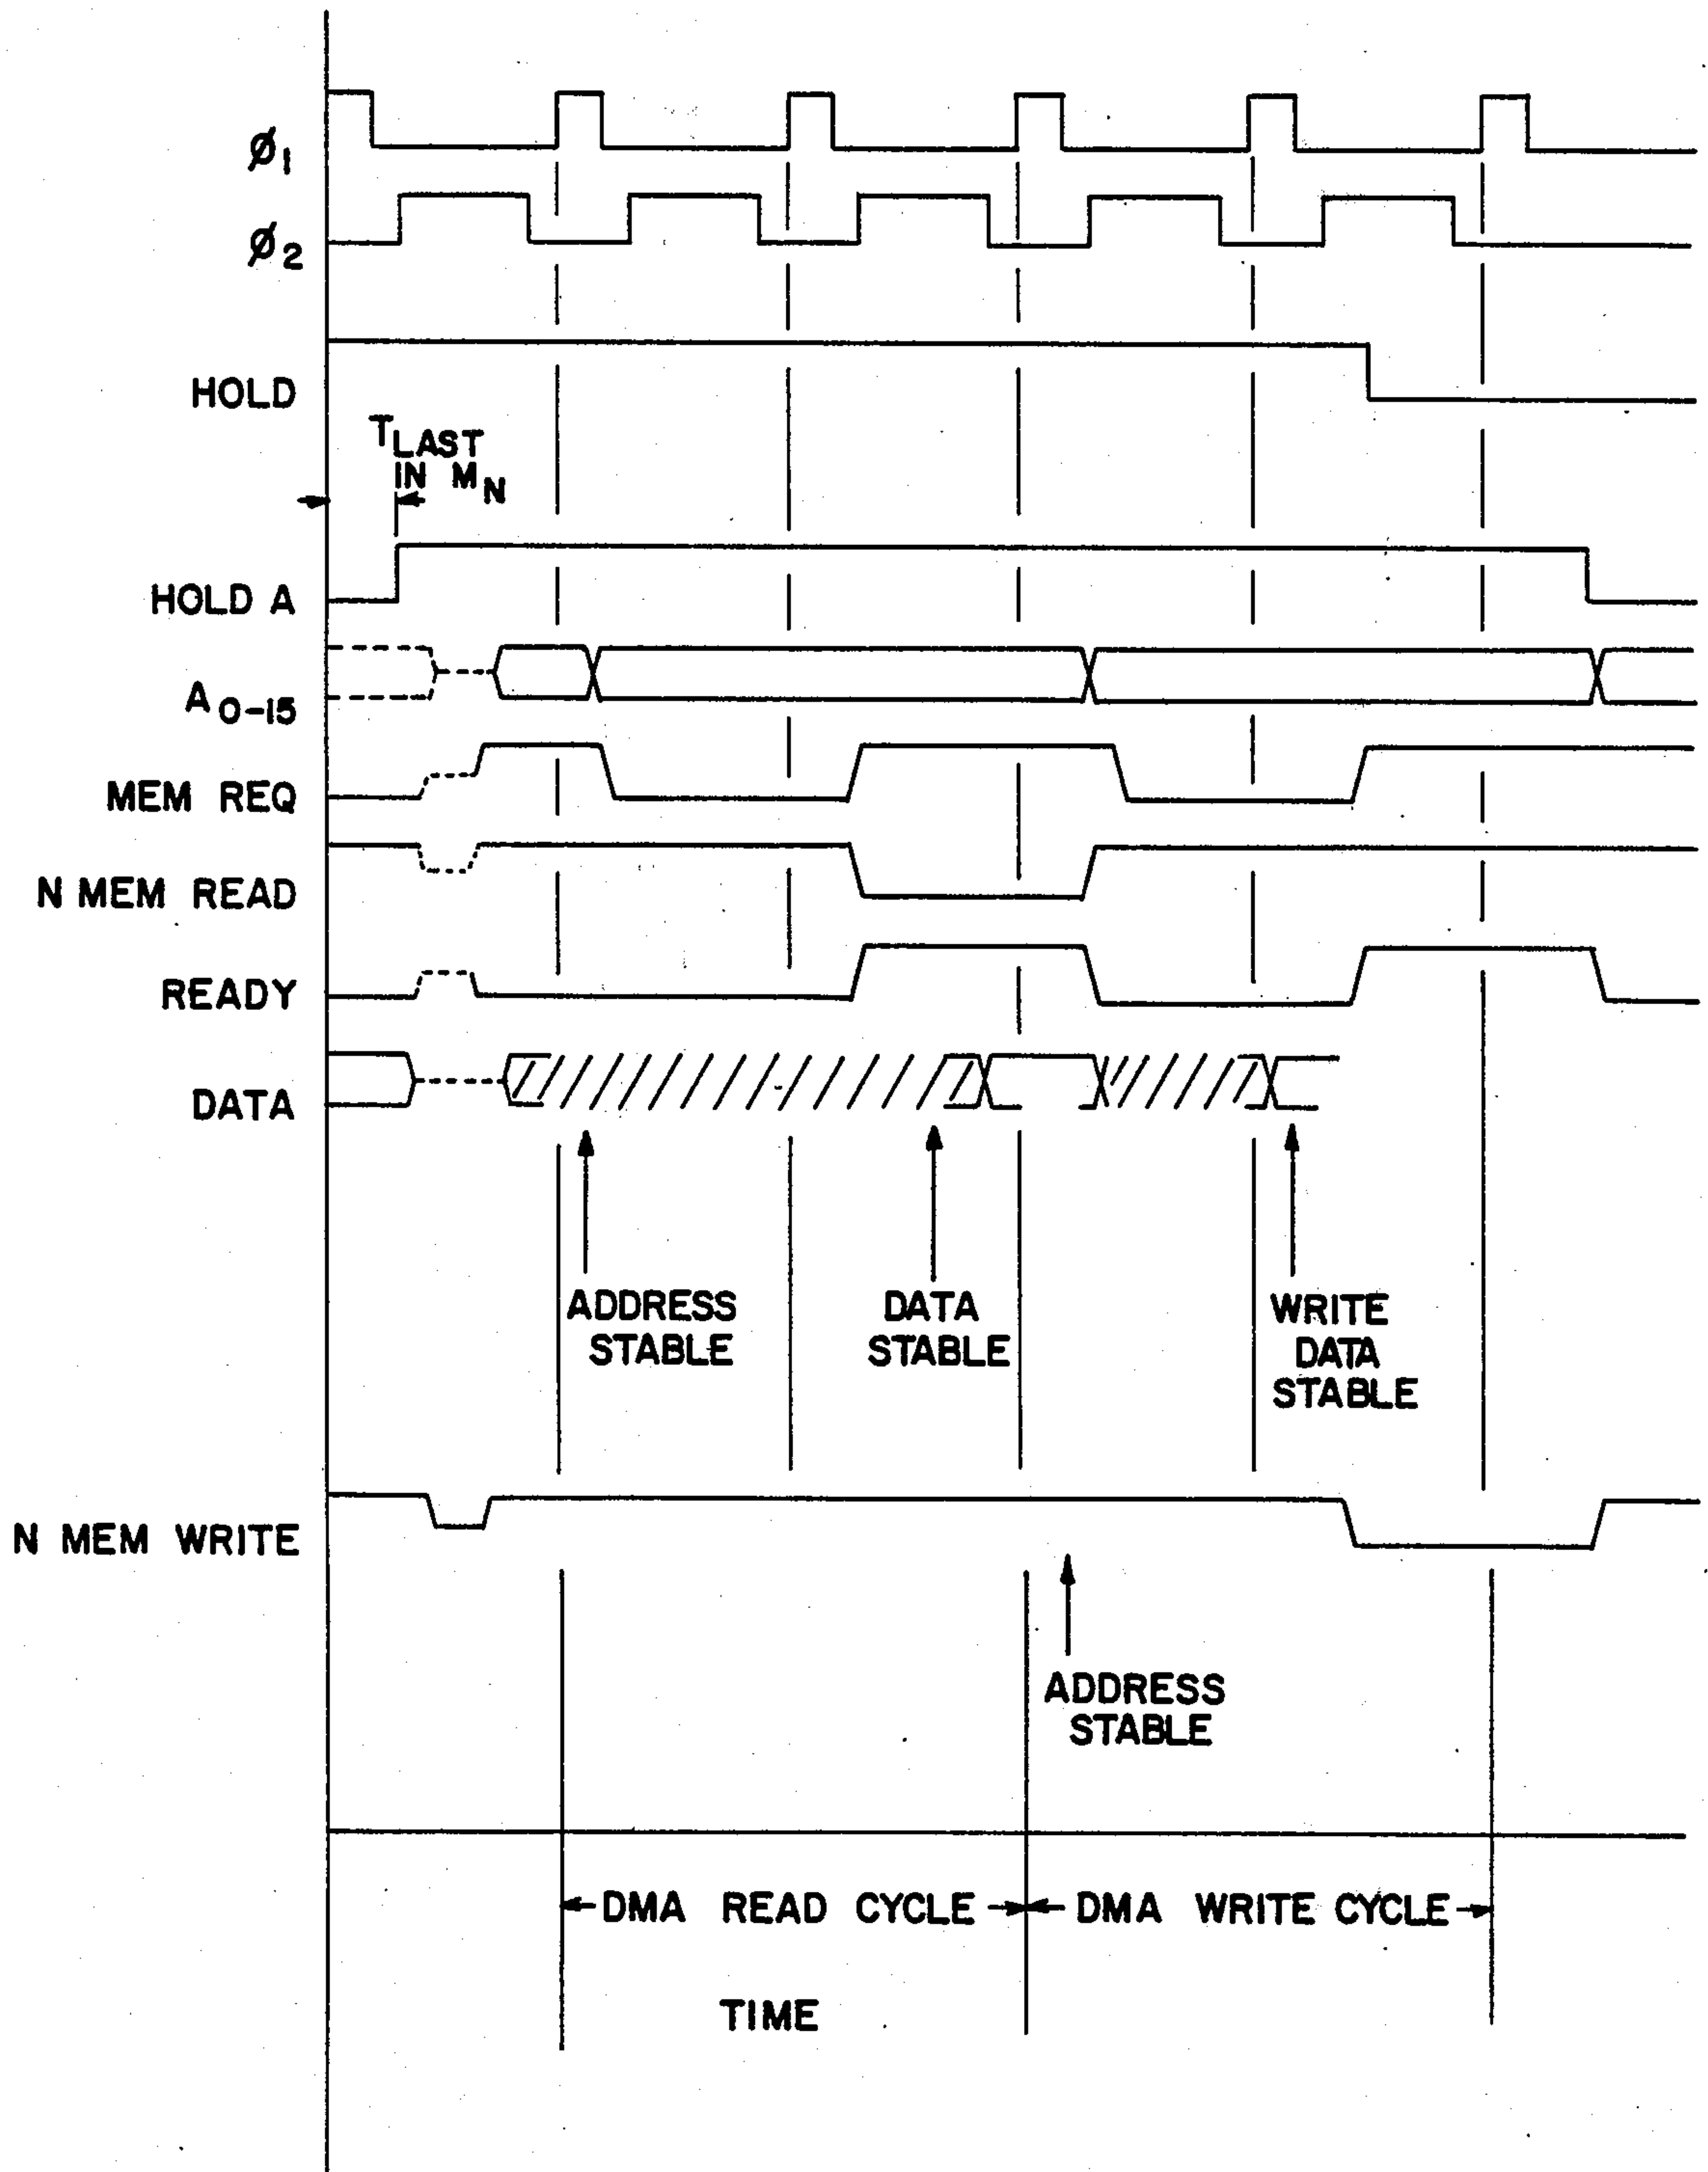 Ø1
Ø2
HOLD
TLAST
IN MN
HOLD A
A0-15
MEM REQ
N MEM READ
READY
DATA
ADDRESS
STABLE
DATA
STABLE
WRITE
DATA
STABLE
N MEM WRITE
ADDRESS
STABLE
DMA READ CYCLE
DMA WRITE CYCLE
TIME